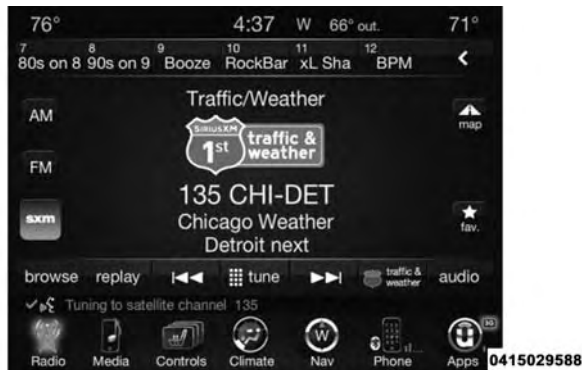 76° 4:37 W 66° out. 71°
7 8 9 10 11 12
80s on 8 90s on 9 Booze RockBar xL Sha BPM
Traffic/Weather
AM
map
SIRIUSXM
1st traffic & weather
FM
135 CHI-DET
sxm
Chicago Weather
fav.
Detroit next
browse replay tune traffic & weather audio
Tuning to satellite channel 135
W
3G
Radio Media Controls Climate Nav Phone Apps
0415029588